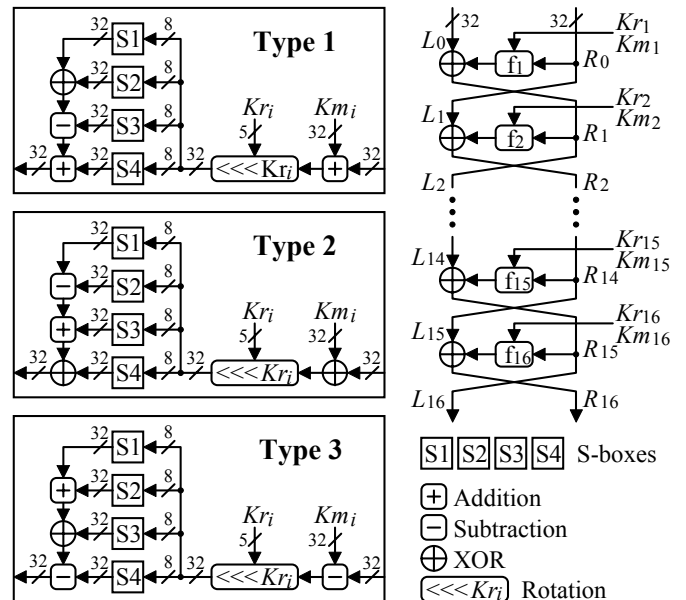 32 S1 8
Type 1
32 S2 8
Kri Kmi
32 S3 8
5 32
32 32 S4 8 32 <<<Kri + 32
32 S1 8
Type 2
32 S2 8
Kri Kmi
32 S3 8
5 32
32 32 S4 8 32 <<<Kri 32
32 S1 8
Type 3
32 S2 8
Kri Kmi
32 S3 8
5 32
32 32 S4 8 32 <<<Kri − 32
32 32 Kr1
L0 f1 R0 Km1
Kr2
L1 f2 R1 Km2
L2 R2
Kr15
L14 f15 R14 Km15
Kr16
L15 f16 R15 Km16
L16 R16
S1 S2 S3 S4 S-boxes
+ Addition
− Subtraction
XOR
<<<Kri Rotation